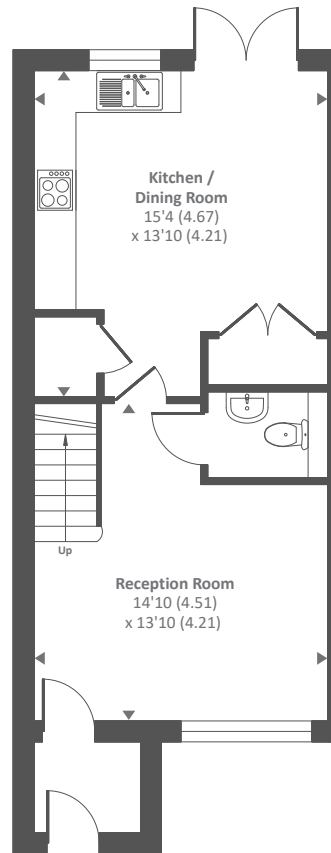 Kitchen /
Dining Room
15'4 (4.67)
x 13'10 (4.21)
Up
Reception Room
14'10 (4.51)
x 13'10 (4.21)